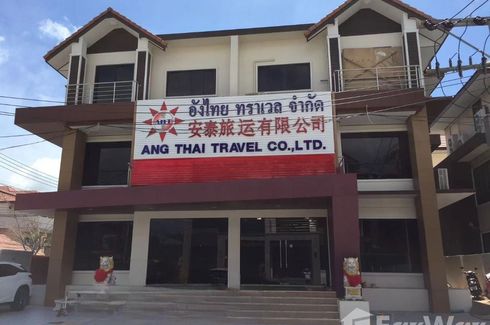 อังไทย ทราเวล จำกัด
安泰旅运有限公司
ANG THAI TRAVEL CO.,LTD.